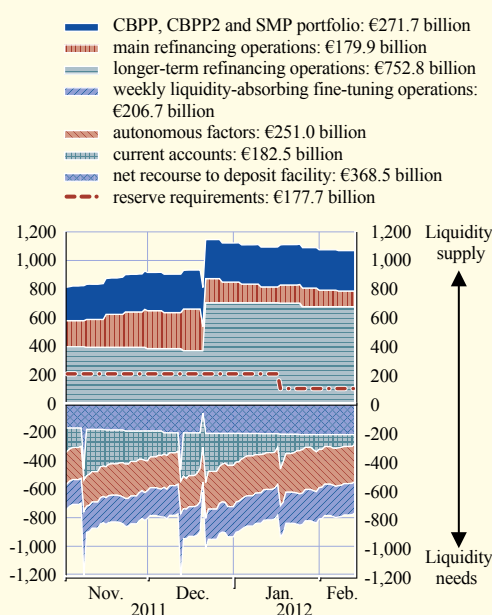 CBPP, CBPP2 and SMP portfolio: €271.7 billion
main refinancing operations: €179.9 billion
longer-term refinancing operations: €752.8 billion
weekly liquidity-absorbing fine-tuning operations:
€206.7 billion
autonomous factors: €251.0 billion
current accounts: €182.5 billion
net recourse to deposit facility: €368.5 billion
reserve requirements: €177.7 billion
1,200 1,200 Liquidity
1,000 1,000 supply
800 800
600 600
400 400
200 200
0 0
-200 -200
-400 -400
-600 -600
-800 -800
-1,000 -1,000
-1,200 -1,200 Liquidity
needs
Nov. Dec. Jan. Feb.
2011 2012